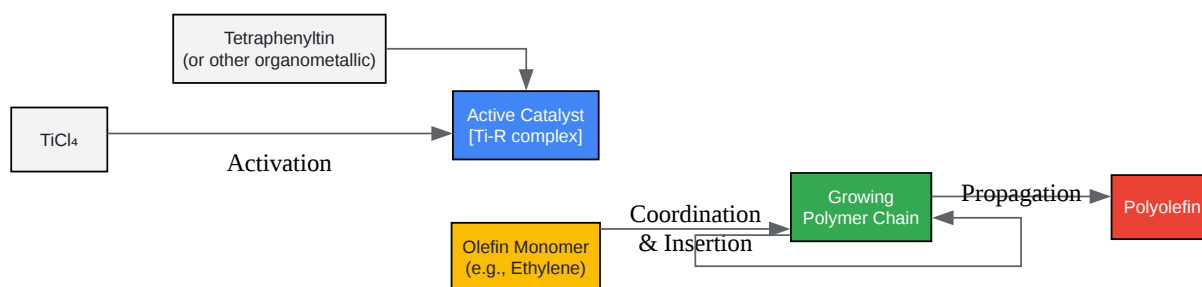 Tetraphenyltin
(or other organometallic)
TiCl₄
Activation
Active Catalyst
[Ti-R complex]
Olefin Monomer
(e.g., Ethylene)
Coordination
& Insertion
Growing
Polymer Chain
Propagation
Polyolefin